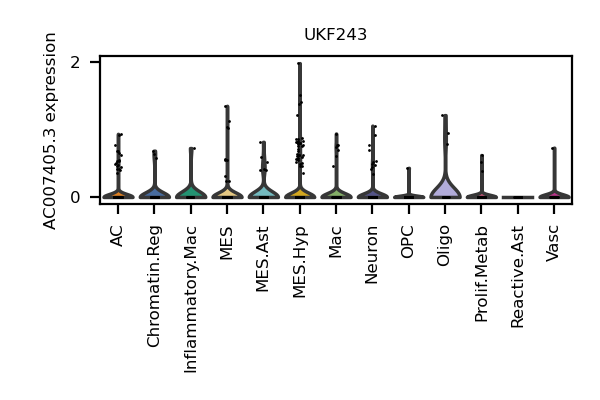 UKF243
AC007405.3 expression
2
0
AC
Chromatin.Reg
Inflammatory.Mac
MES
MES.Ast
MES.Hyp
Mac
Neuron
OPC
Oligo
Prolif.Metab
Reactive.Ast
Vasc